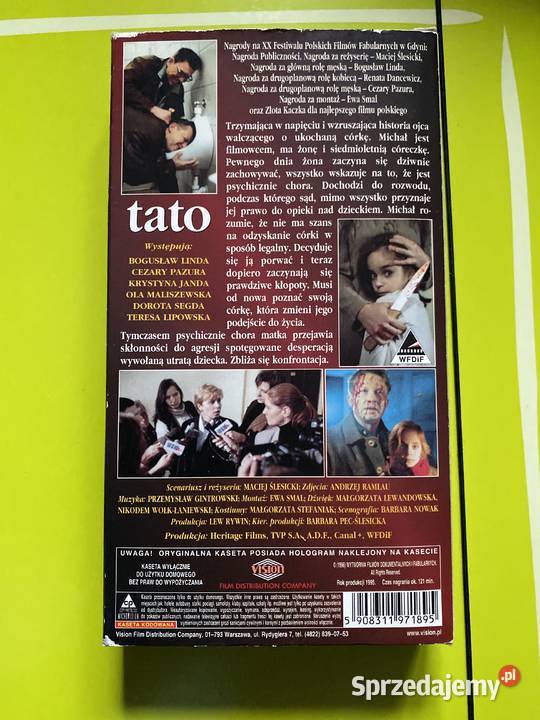 Nagrody na XX Festiwalu Polskich Filmów Fabularnych w Gdyni:
Nagroda Publiczności. Nagroda za reżyserię – Maciej Ślesicki,
Nagroda za główną rolę męską – Bogusław Linda,
Nagroda za drugoplanową rolę kobiecą – Renata Dancewicz,
Nagroda za drugoplanową rolę męską – Cezary Pazura,
Nagroda za montaż – Ewa Smal
oraz Złota Kaczka dla najlepszego filmu polskiego
Trzymająca w napięciu i wzruszająca historia ojca
walczącego o ukochaną córkę. Michał jest
filmowcem, ma żonę i siedmioletnią córeczkę.
Pewnego dnia żona zaczyna się dziwnie
zachowywać, wszystko wskazuje na to, że jest
psychicznie chora. Dochodzi do rozwodu,
podczas którego sąd, mimo wszystko przyznaje
jej prawo do opieki nad dzieckiem. Michał ro-
zumie, że nie ma szans
na odzyskanie córki w
sposób legalny. Decyduje
się ją porwać i teraz
dopiero zaczynają się
prawdziwe kłopoty. Musi
od nowa poznać swoją
córkę, która zmieni jego
podejście do życia.
Tymczasem psychicznie chora matka przejawia
skłonności do agresji spotęgowane desperacją
wywołaną utratą dziecka. Zbliża się konfrontacja.
tato
Występują:
BOGUSŁAW LINDA
CEZARY PAZURA
KRYSTYNA JANDA
OLA MALISZEWSKA
DOROTA SEGDA
TERESA LIPOWSKA
WFDiF
Scenariusz i reżyseria: MACIEJ ŚLESICKI; Zdjęcia: ANDRZEJ RAMLAU
Muzyka: PRZEMYSŁAW GINTROWSKI; Montaż: EWA SMAL; Dźwięk: MAŁGORZATA LEWANDOWSKA,
NIKODEM WOŁK-ŁANIEWSKI; Kostiumy: MAŁGORZATA STEFANIAK; Scenografia: BARBARA NOWAK
Produkcja: LEW RYWIN; Kier. produkcji: BARBARA PEC-ŚLESICKA
Produkcja: Heritage Films, TVP S.A., A.D.F., Canal+, WFDiF
UWAGA! ORYGINALNA KASETA POSIADA HOLOGRAM NAKLEJONY NA KASECIE
KASETA WYŁĄCZNIE
DO UŻYTKU DOMOWEGO
BEZ PRAW DO WYPOŻYCZANIA
VISION
FILM DISTRIBUTION COMPANY
© (1996) WYTWÓRNIA FILMÓW DOKUMENTALNYCH I FABULARNYCH.
All Rights Reserved.
Rok produkcji 1995. Czas nagrania ok. 121 min.
KASETA KODOWANA
Vision Film Distribution Company, 01-793 Warszawa, ul. Rydygiera 7, tel. (4822) 839-07-53
www.vision.pl
5 908311 971895
Sprzedajemy.pl